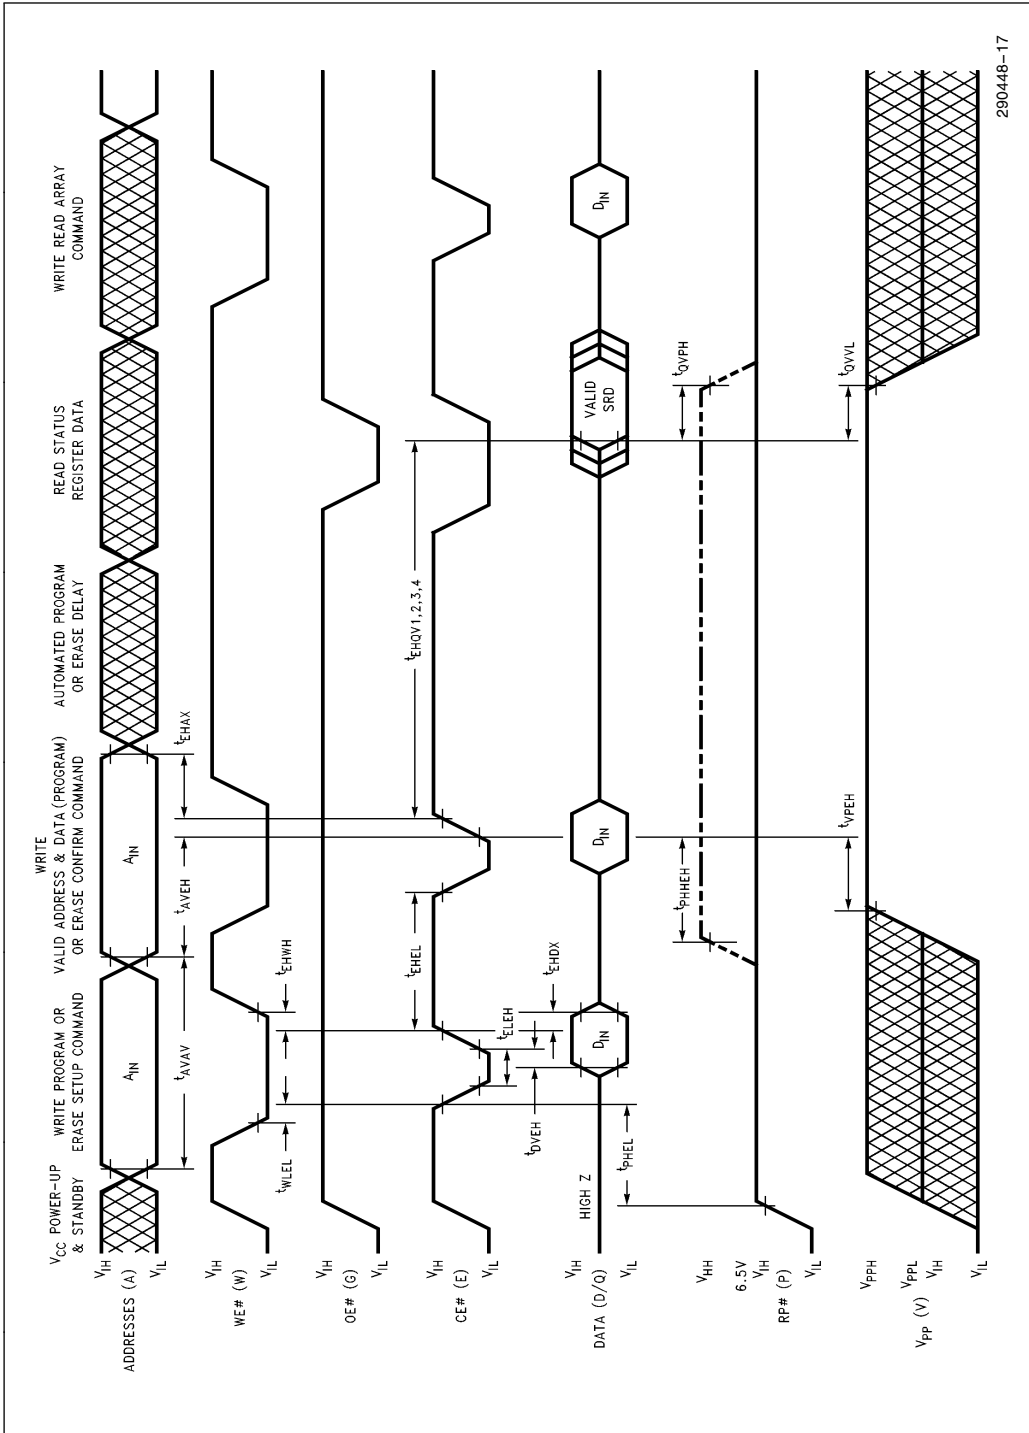 V_CC POWER-UP
& STANDBY
WRITE PROGRAM OR
ERASE SETUP COMMAND
WRITE
VALID ADDRESS & DATA (PROGRAM)
OR ERASE CONFIRM COMMAND
AUTOMATED PROGRAM
OR ERASE DELAY
READ STATUS
REGISTER DATA
WRITE READ ARRAY
COMMAND
V_IH
ADDRESSES (A)
V_IL
A_IN
A_IN
t_AVAV
t_AVEH
t_EHAX
V_IH
WE# (W)
V_IL
t_WLEL
t_EHWH
V_IH
OE# (G)
V_IL
t_EHEL
t_EHQV1,2,3,4
V_IH
CE# (E)
V_IL
t_ELEH
t_DVEH
t_EHDX
V_IH
DATA (D/Q)
V_IL
HIGH Z
D_IN
D_IN
VALID
SRD
D_IN
t_PHEL
t_PHHEH
t_QVPH
V_HH
6.5V
V_IH
RP# (P)
V_IL
t_VPEH
t_QVVL
V_PPH
V_PPL
V_PP (V)
V_IH
V_IL
290448-17